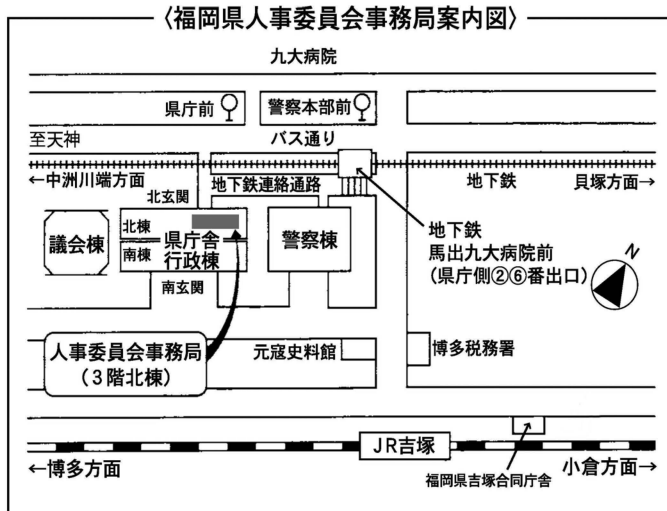 〈福岡県人事委員会事務局案内図〉
九大病院
県庁前
警察本部前
至天神
バス通り
←中洲川端方面
地下鉄連絡通路
地下鉄
貝塚方面→
北玄関
議会棟
北棟
南棟
県庁舎
行政棟
警察棟
南玄関
地下鉄
馬出九大病院前
(県庁側②⑥番出口)
N
人事委員会事務局
(3階北棟)
元寇史料館
博多税務署
JR吉塚
←博多方面
福岡県吉塚合同庁舎
小倉方面→